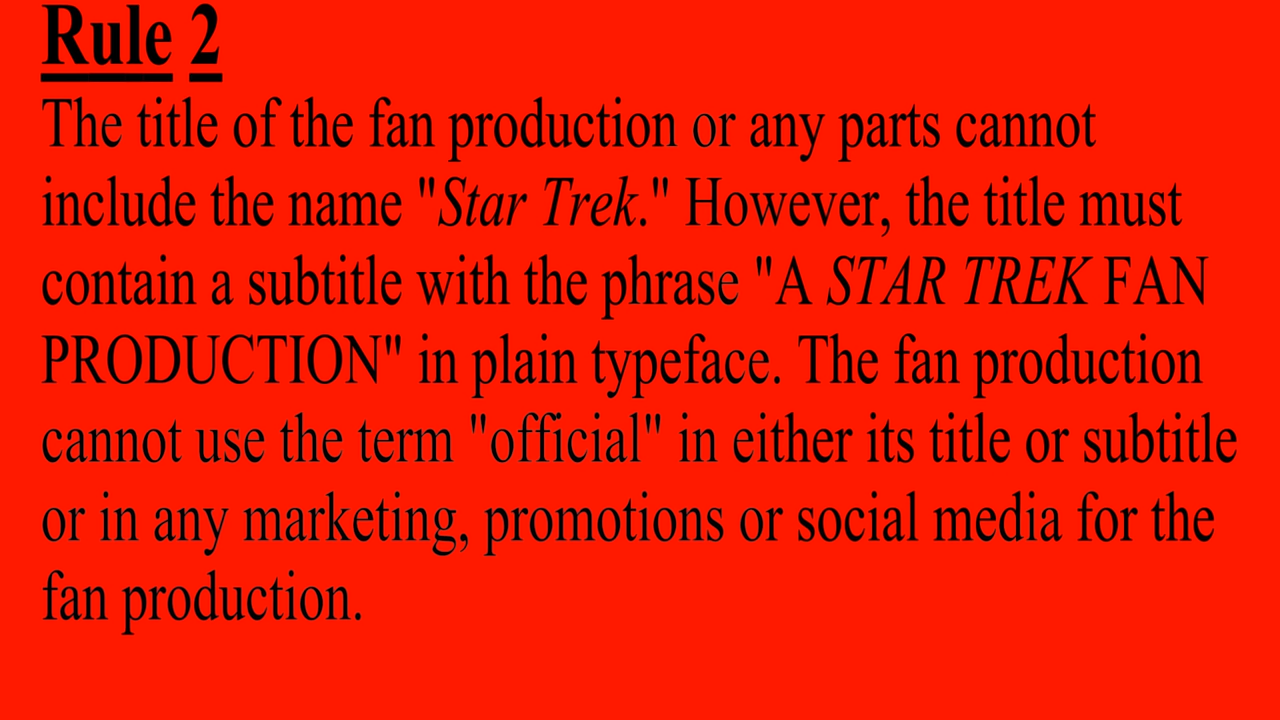 Rule 2
The title of the fan production or any parts cannot
include the name "Star Trek." However, the title must
contain a subtitle with the phrase "A STAR TREK FAN
PRODUCTION" in plain typeface. The fan production
cannot use the term "official" in either its title or subtitle
or in any marketing, promotions or social media for the
fan production.